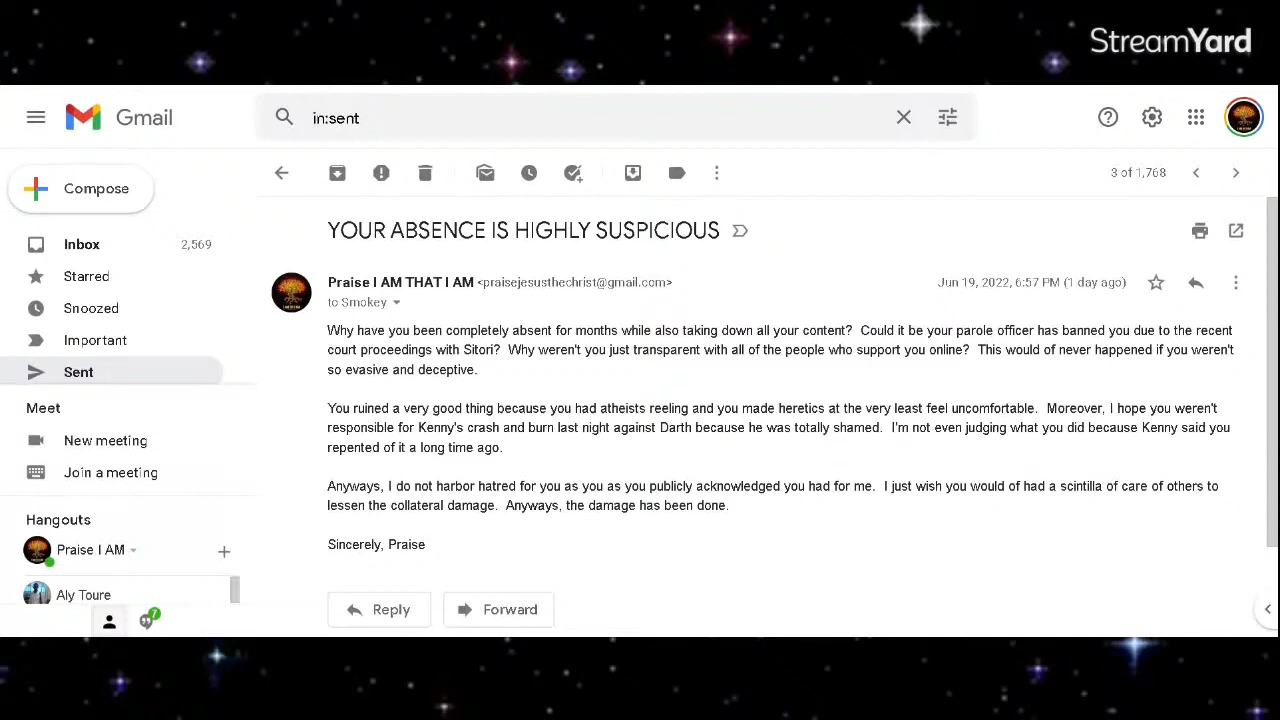 StreamYard
Gmail
in:sent
Compose
3 of 1,768
Inbox 2,569
Starred
Snoozed
Important
Sent
Meet
New meeting
Join a meeting
Hangouts
Praise I AM
Aly Toure
7
YOUR ABSENCE IS HIGHLY SUSPICIOUS
Praise I AM THAT I AM <praisejesusthechrist@gmail.com> Jun 19, 2022, 6:57 PM (1 day ago)
to Smokey
Why have you been completely absent for months while also taking down all your content? Could it be your parole officer has banned you due to the recent
court proceedings with Sitori? Why weren't you just transparent with all of the people who support you online? This would of never happened if you weren't
so evasive and deceptive.
You ruined a very good thing because you had atheists reeling and you made heretics at the very least feel uncomfortable. Moreover, I hope you weren't
responsible for Kenny's crash and burn last night against Darth because he was totally shamed. I'm not even judging what you did because Kenny said you
repented of it a long time ago.
Anyways, I do not harbor hatred for you as you as you publicly acknowledged you had for me. I just wish you would of had a scintilla of care of others to
lessen the collateral damage. Anyways, the damage has been done.
Sincerely, Praise
Reply
Forward